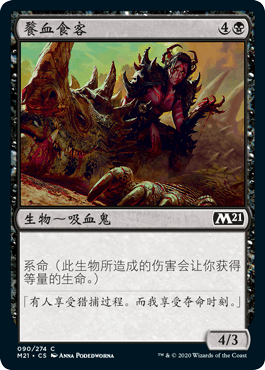 饕血食客 4
生物～吸血鬼 M21
系命（此生物所造成的伤害会让你获得
等量的生命。）
「有人享受猎捕过程。而我享受夺命时刻。」
4/3
090/274 C
M21 • CS ANNA PODEDWORNA
™ & © 2020 Wizards of the Coast